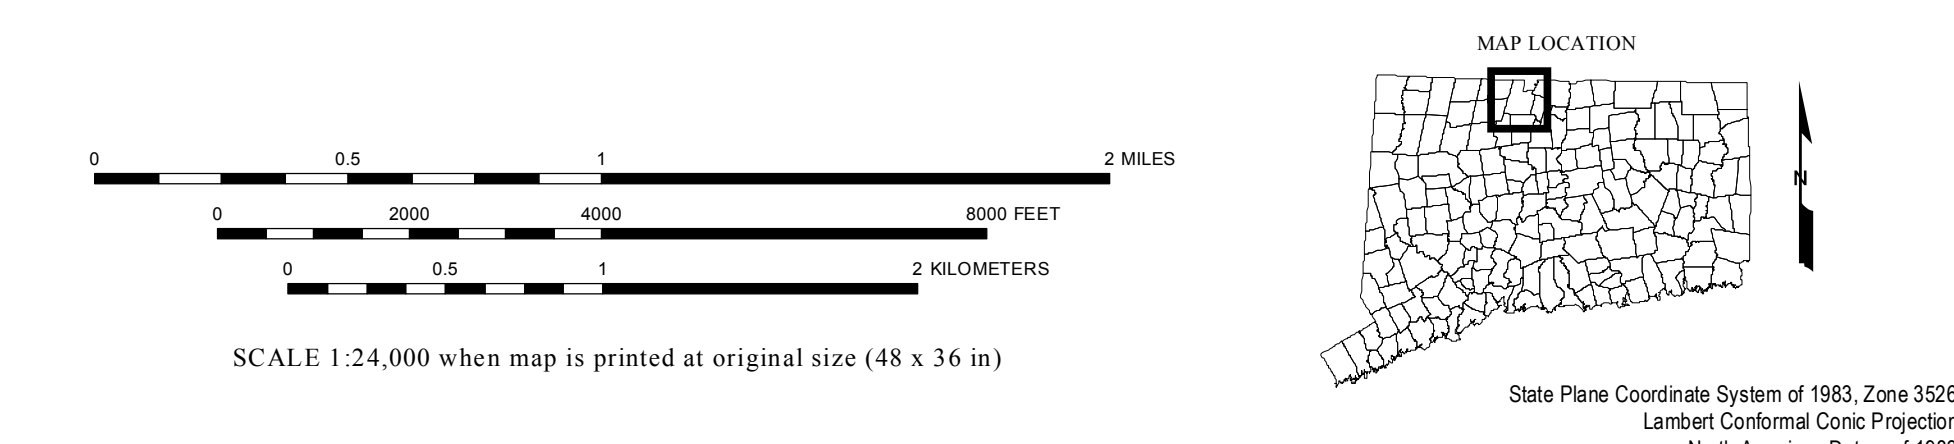 MAP LOCATION
0 0.5 1 2 MILES
0 2000 4000 8000 FEET
0 0.5 1 2 KILOMETERS
SCALE 1:24,000 when map is printed at original size (48 x 36 in)
N
State Plane Coordinate System of 1983, Zone 3526
Lambert Conformal Conic Projection